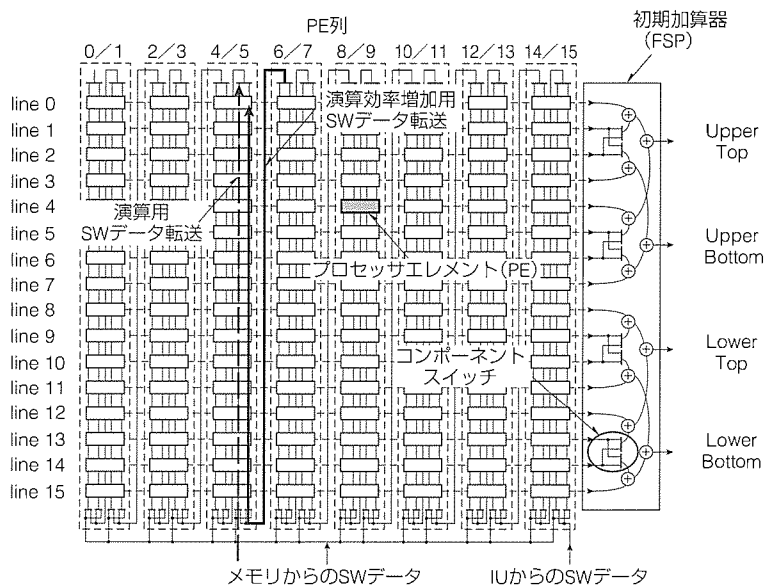 PE列
初期加算器
(FSP)
0/1 2/3 4/5 6/7 8/9 10/11 12/13 14/15
line 0
line 1
line 2
line 3
line 4
line 5
line 6
line 7
line 8
line 9
line 10
line 11
line 12
line 13
line 14
line 15
演算効率増加用
SWデータ転送
演算用
SWデータ転送
プロセッサエレメント(PE)
コンポーネント
スイッチ
Upper
Top
Upper
Bottom
Lower
Top
Lower
Bottom
メモリからのSWデータ
IUからのSWデータ